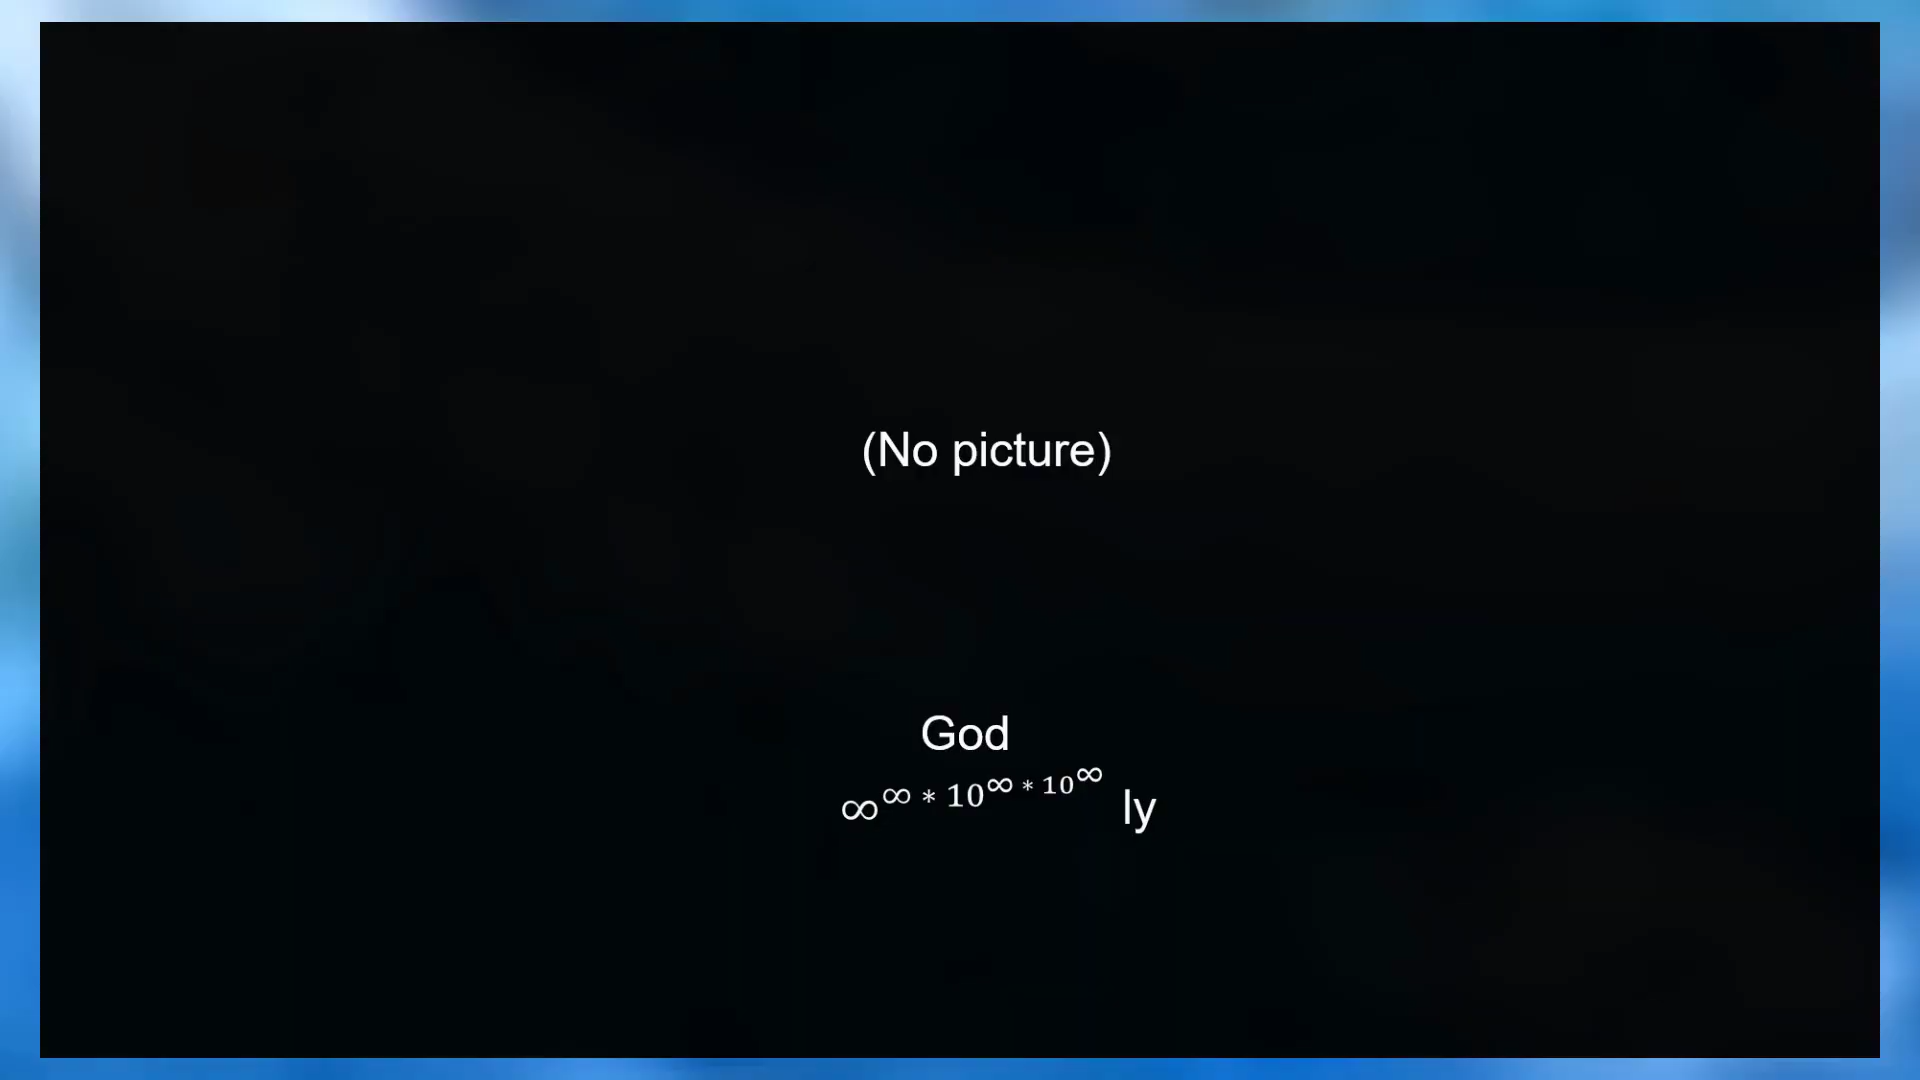 (No picture)
God
∞^∞ * 10^∞ * 10^∞ ly